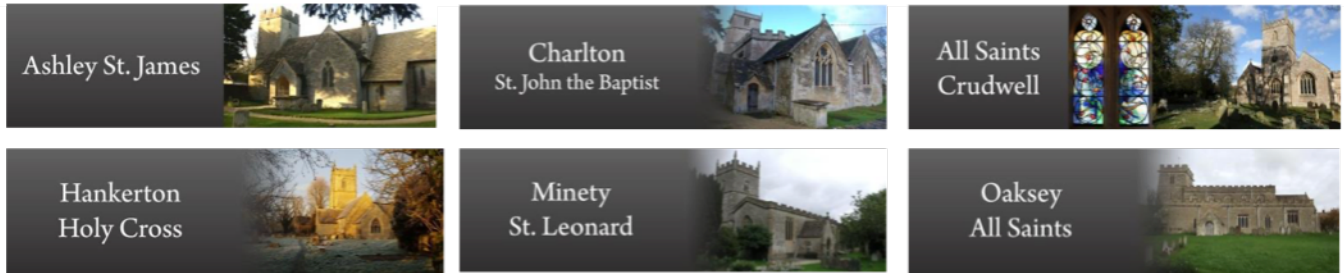 Ashley St. James
Charlton
St. John the Baptist
All Saints
Crudwell
Hankerton
Holy Cross
Minety
St. Leonard
Oaksey
All Saints